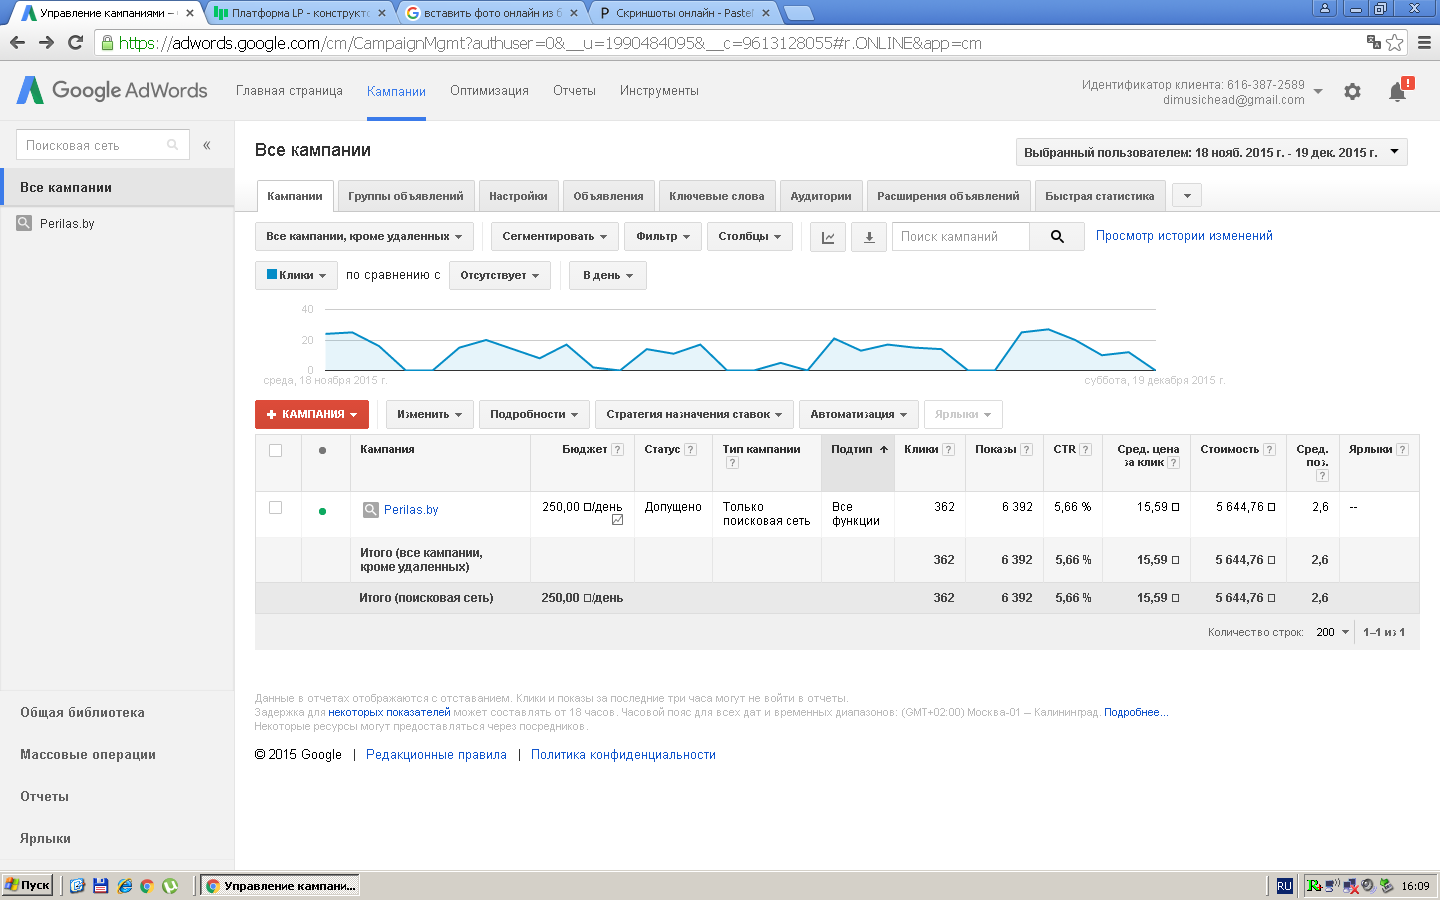 Управление кампаниями –
Платформа LP - конструкто
вставить фото онлайн из б
Скриншоты онлайн - Paste
https://adwords.google.com/cm/CampaignMgmt?authuser=0&__u=1990484095&__c=9613128055#r.ONLINE&app=cm
Google AdWords
Главная страница
Кампании
Оптимизация
Отчеты
Инструменты
Идентификатор клиента: 616-387-2589
dimusichead@gmail.com
Поисковая сеть
«
Все кампании
Perilas.by
Все кампании
Выбранный пользователем: 18 нояб. 2015 г. - 19 дек. 2015 г.
Кампании
Группы объявлений
Настройки
Объявления
Ключевые слова
Аудитории
Расширения объявлений
Быстрая статистика
Все кампании, кроме удаленных
Сегментировать
Фильтр
Столбцы
Поиск кампаний
Просмотр истории изменений
Клики
по сравнению с
Отсутствует
В день
40
20
0
среда, 18 ноября 2015 г.
суббота, 19 декабря 2015 г.
+ КАМПАНИЯ
Изменить
Подробности
Стратегия назначения ставок
Автоматизация
Ярлыки
Кампания
Бюджет ?
Статус ?
Тип кампании ?
Подтип
Клики ?
Показы ?
CTR ?
Сред. цена за клик ?
Стоимость ?
Сред. поз. ?
Ярлыки ?
Perilas.by
250,00 □/день
Допущено
Только поисковая сеть
Все функции
362
6 392
5,66 %
15,59 □
5 644,76 □
2,6
--
Итого (все кампании, кроме удаленных)
362
6 392
5,66 %
15,59 □
5 644,76 □
2,6
Итого (поисковая сеть)
250,00 □/день
362
6 392
5,66 %
15,59 □
5 644,76 □
2,6
Количество строк: 200
1–1 из 1
Данные в отчетах отображаются с отставанием. Клики и показы за последние три часа могут не войти в отчеты.
Задержка для некоторых показателей может составлять от 18 часов. Часовой пояс для всех дат и временных диапазонов: (GMT+02:00) Москва-01 – Калининград. Подробнее...
Некоторые ресурсы могут предоставляться через посредников.
© 2015 Google | Редакционные правила | Политика конфиденциальности
Общая библиотека
Массовые операции
Отчеты
Ярлыки
Пуск
Управление кампани...
RU
16:09